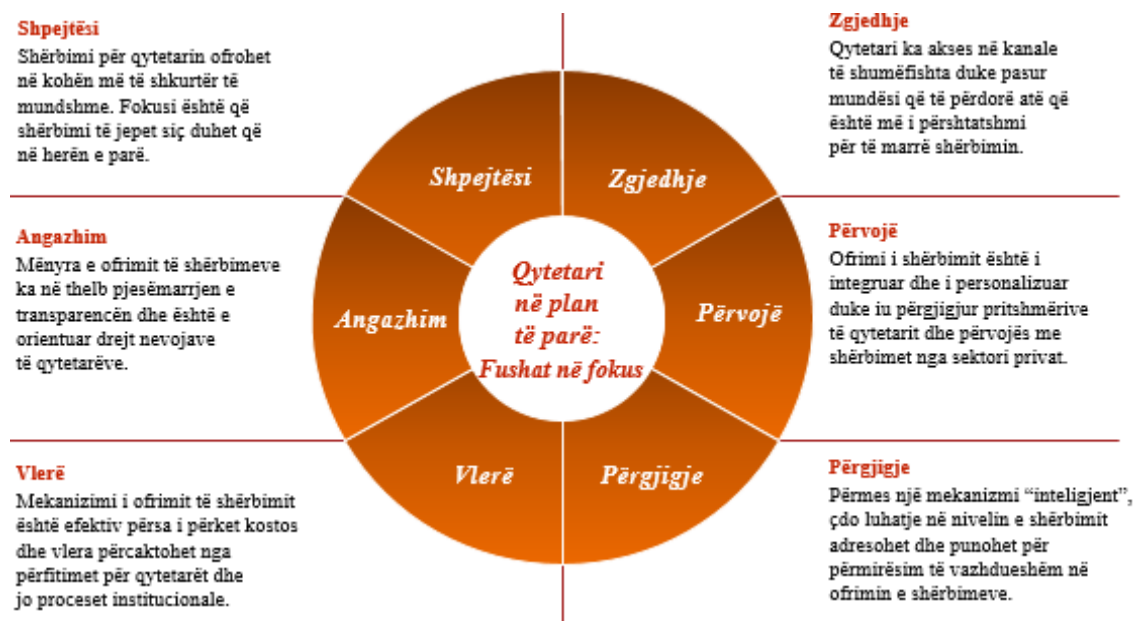 Shpejtësi
Shërbimi për qytetarin ofrohet
në kohën më të shkurtër të
mundshme. Fokusi është që
shërbimi të jepet siç duhet që
në herën e parë.
Zgjedhje
Qytetari ka akses në kanale
të shumëfishta duke pasur
mundësi që të përdorë atë që
është më i përshtatshmi
për të marrë shërbimin.
Angazhim
Mënyra e ofrimit të shërbimeve
ka në thelb pjesëmarrjen e
transparencën dhe është e
orientuar drejt nevojave
të qytetarëve.
Përvojë
Ofrimi i shërbimit është i
integruar dhe i personalizuar
duke iu përgjigjur pritshmërive
të qytetarit dhe përvojës me
shërbimet nga sektori privat.
Vlerë
Mekanizimi i ofrimit të shërbimit
është efektiv përsa i përket kostos
dhe vlera përcaktohet nga
përfitimet për qytetarët dhe
jo proceset institucionale.
Përgjigje
Përmes një mekanizmi “inteligjent”,
çdo luhatje në nivelin e shërbimit
adresohet dhe punohet për
përmirësim të vazhdueshëm në
ofrimin e shërbimeve.
Shpejtësi
Zgjedhje
Angazhim
Qytetari
në plan
të parë:
Fushat në fokus
Përvojë
Vlerë
Përgjigje